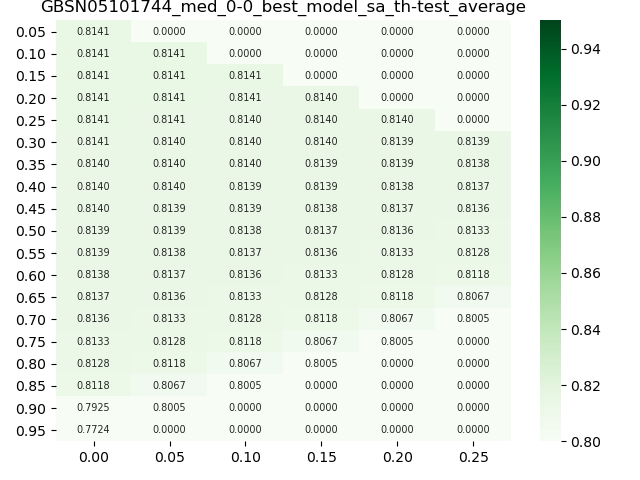 GBSN05101744_med_0-0_best_model_sa_th-test_average
0.05 0.8141 0.0000 0.0000 0.0000 0.0000 0.0000
0.10 0.8141 0.8141 0.0000 0.0000 0.0000 0.0000
0.15 0.8141 0.8141 0.8141 0.0000 0.0000 0.0000
0.20 0.8141 0.8141 0.8141 0.8140 0.0000 0.0000
0.25 0.8141 0.8141 0.8140 0.8140 0.8140 0.0000
0.30 0.8141 0.8140 0.8140 0.8140 0.8139 0.8139
0.35 0.8140 0.8140 0.8140 0.8139 0.8139 0.8138
0.40 0.8140 0.8140 0.8139 0.8139 0.8138 0.8137
0.45 0.8140 0.8139 0.8139 0.8138 0.8137 0.8136
0.50 0.8139 0.8139 0.8138 0.8137 0.8136 0.8133
0.55 0.8139 0.8138 0.8137 0.8136 0.8133 0.8128
0.60 0.8138 0.8137 0.8136 0.8133 0.8128 0.8118
0.65 0.8137 0.8136 0.8133 0.8128 0.8118 0.8067
0.70 0.8136 0.8133 0.8128 0.8118 0.8067 0.8005
0.75 0.8133 0.8128 0.8118 0.8067 0.8005 0.0000
0.80 0.8128 0.8118 0.8067 0.8005 0.0000 0.0000
0.85 0.8118 0.8067 0.8005 0.0000 0.0000 0.0000
0.90 0.7925 0.8005 0.0000 0.0000 0.0000 0.0000
0.95 0.7724 0.0000 0.0000 0.0000 0.0000 0.0000
0.00 0.05 0.10 0.15 0.20 0.25
0.94
0.92
0.90
0.88
0.86
0.84
0.82
0.80